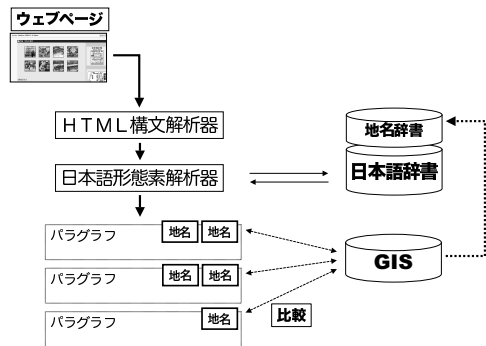 ウェブページ
ＨＴＭＬ構文解析器
地名辞書
日本語形態素解析器
日本語辞書
パラグラフ 地名 地名
GIS
パラグラフ 地名 地名
比較
パラグラフ 地名